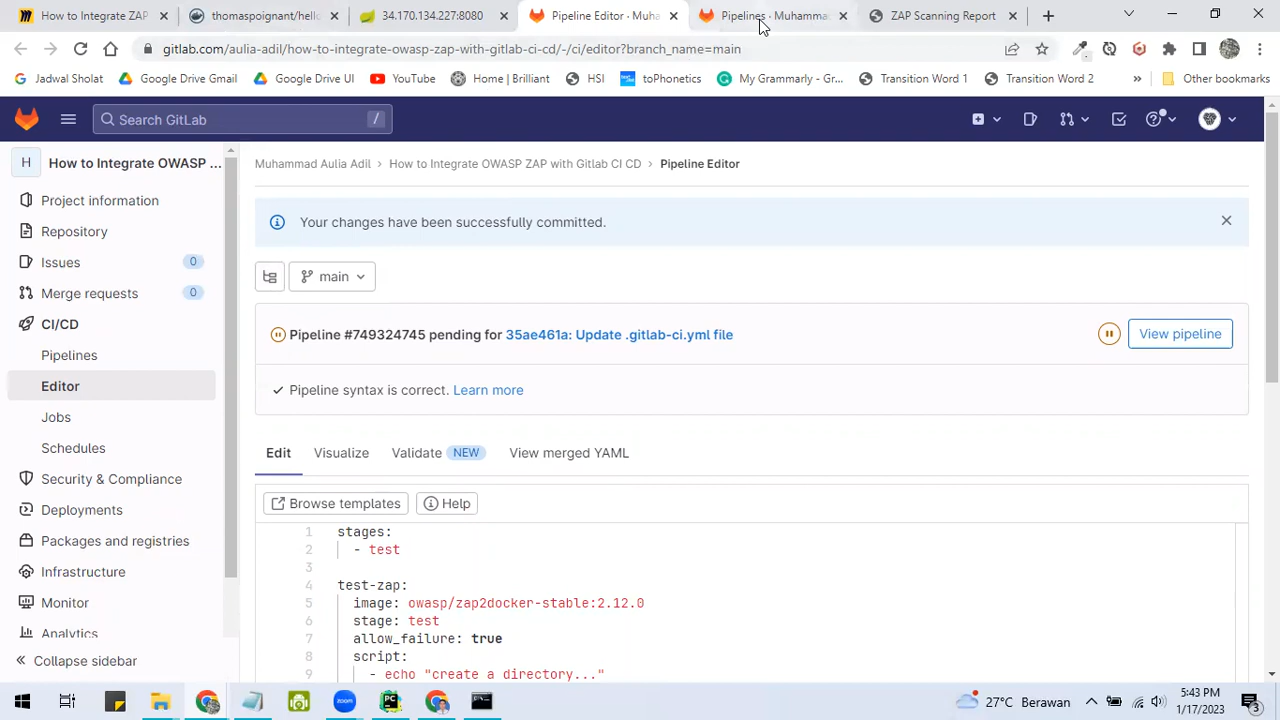 How to Integrate ZAP
thomaspoignant/hello
34.170.134.227:3080
Pipeline Editor · Muha
Pipelines · Muhammad
ZAP Scanning Report
gitlab.com/aulia-adil/how-to-integrate-owasp-zap-with-gitlab-ci-cd/-/ci/editor?branch_name=main
Jadwal Sholat
Google Drive Gmail
Google Drive UI
YouTube
Home | Brilliant
HSI
toPhonetics
My Grammarly - Gr...
Transition Word 1
Transition Word 2
»
Other bookmarks
Search GitLab
/
H
How to Integrate OWASP ...
Muhammad Aulia Adil > How to Integrate OWASP ZAP with Gitlab CI CD > Pipeline Editor
Project information
Repository
Issues 0
Merge requests 0
CI/CD
Pipelines
Editor
Jobs
Schedules
Security & Compliance
Deployments
Packages and registries
Infrastructure
Monitor
Analytics
Collapse sidebar
Your changes have been successfully committed.
main
Pipeline #749324745 pending for 35ae461a: Update .gitlab-ci.yml file
View pipeline
Pipeline syntax is correct. Learn more
Edit
Visualize
Validate NEW
View merged YAML
Browse templates
Help
1 stages:
2 - test
3
4 test-zap:
5 image: owasp/zap2docker-stable:2.12.0
6 stage: test
7 allow_failure: true
8 script:
9 - echo "create a directory..."
27°C Berawan
5:43 PM
1/17/2023
3